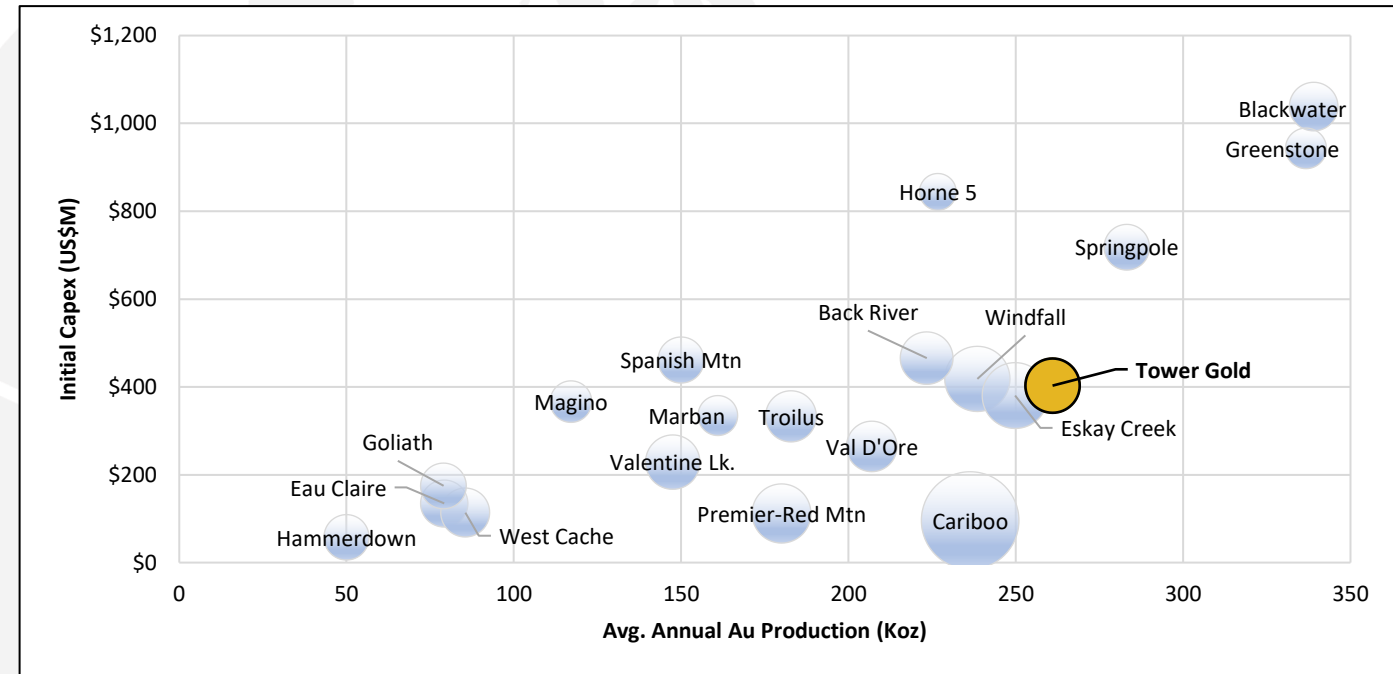 $1,200
$1,000
$800
$600
$400
$200
$0
Initial Capex (US$M)
Blackwater
Greenstone
Horne 5
Springpole
Back River
Windfall
Spanish Mtn
Tower Gold
Magino
Marban
Troilus
Eskay Creek
Goliath
Val D'Ore
Valentine Lk.
Eau Claire
Premier-Red Mtn
Cariboo
Hammerdown
West Cache
0
50
100
150
200
250
300
350
Avg. Annual Au Production (Koz)